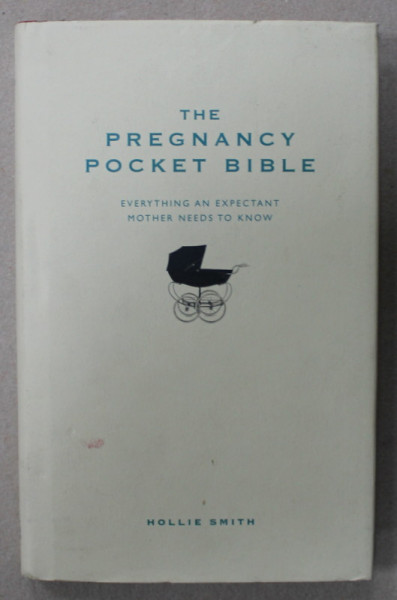 THE
PREGNANCY
POCKET BIBLE
EVERYTHING AN EXPECTANT
MOTHER NEEDS TO KNOW
HOLLIE SMITH